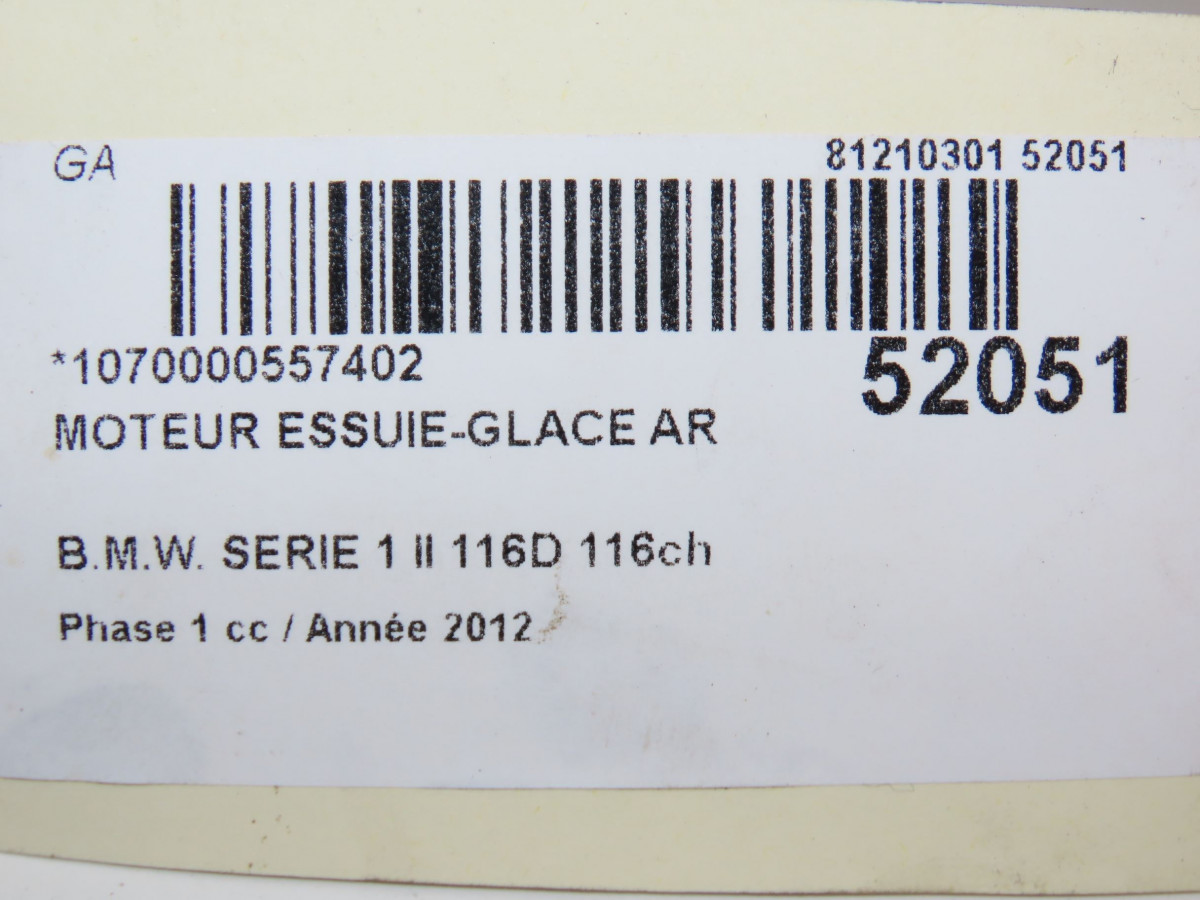 GA
81210301 52051
*1070000557402
52051
MOTEUR ESSUIE-GLACE AR
B.M.W. SERIE 1 II 116D 116ch
Phase 1 cc / Année 2012